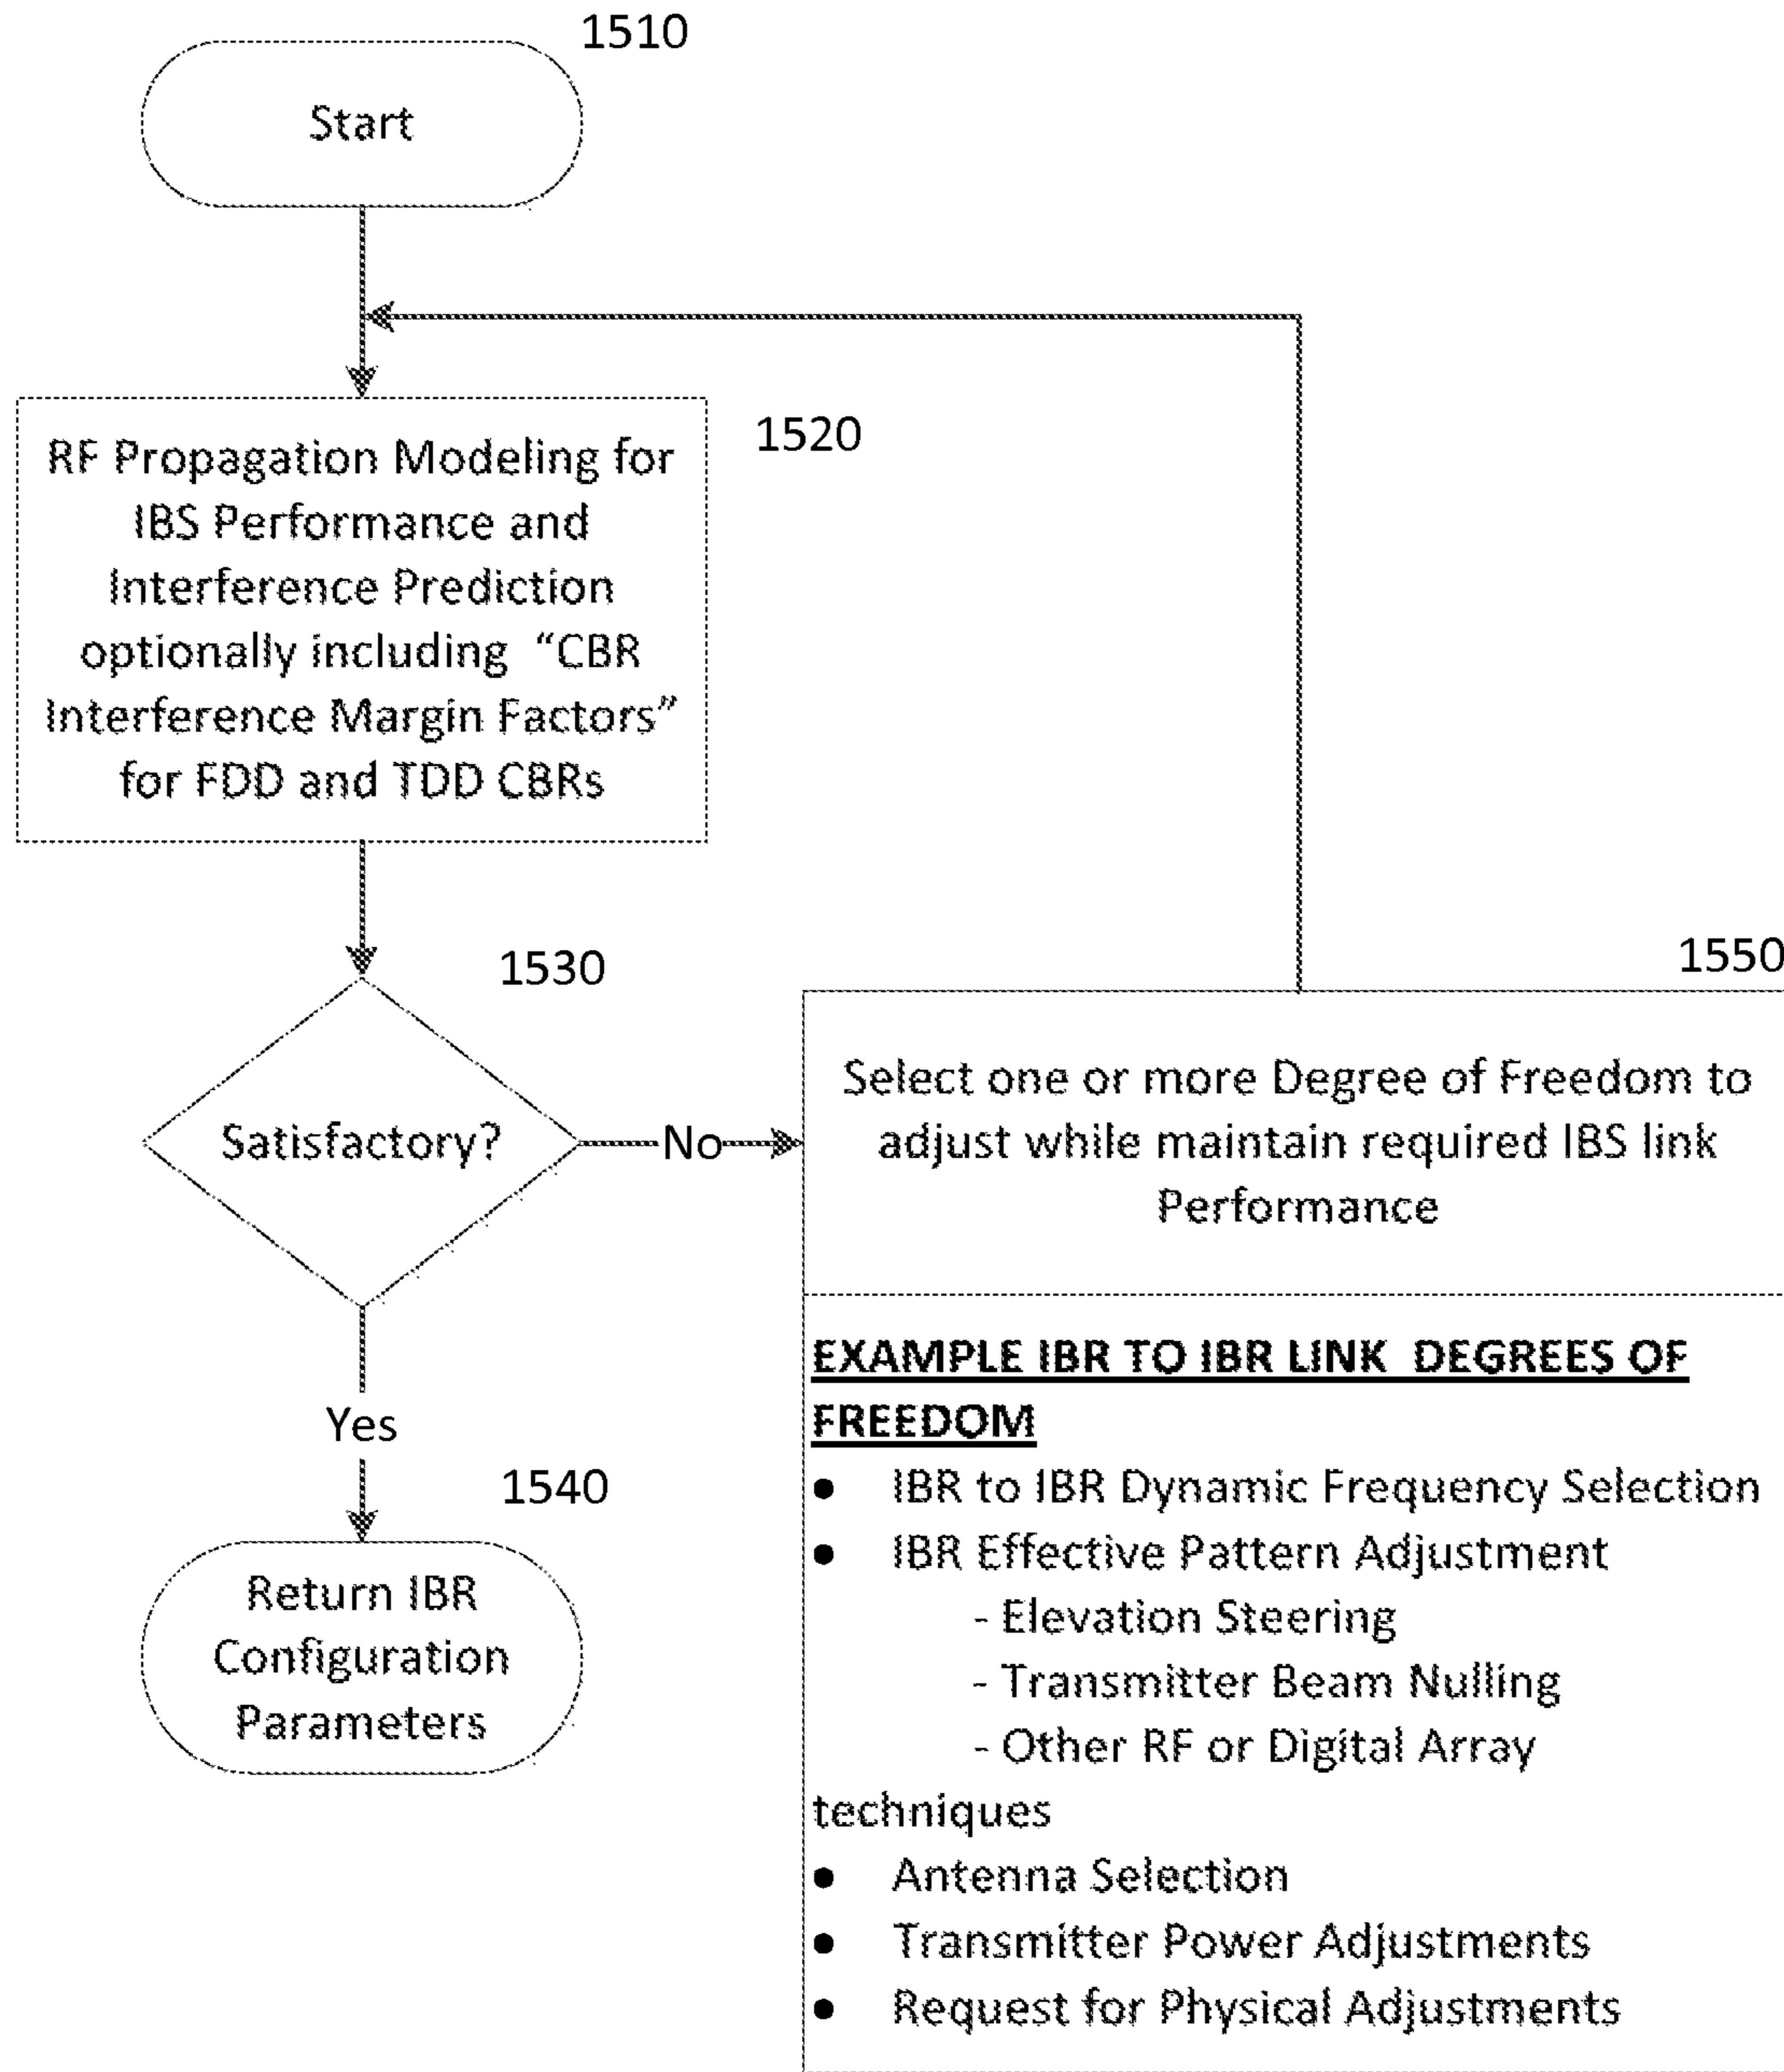 1510
Start
1520
RF Propagation Modeling for
IBS Performance and
Interference Prediction
optionally including “CBR
Interference Margin Factors”
for FDD and TDD CBRs
1530
Satisfactory?
No
1550
Select one or more Degree of Freedom to
adjust while maintain required IBS link
Performance
EXAMPLE IBR TO IBR LINK DEGREES OF
FREEDOM
● IBR to IBR Dynamic Frequency Selection
● IBR Effective Pattern Adjustment
- Elevation Steering
- Transmitter Beam Nulling
- Other RF or Digital Array
techniques
● Antenna Selection
● Transmitter Power Adjustments
● Request for Physical Adjustments
Yes
1540
Return IBR
Configuration
Parameters